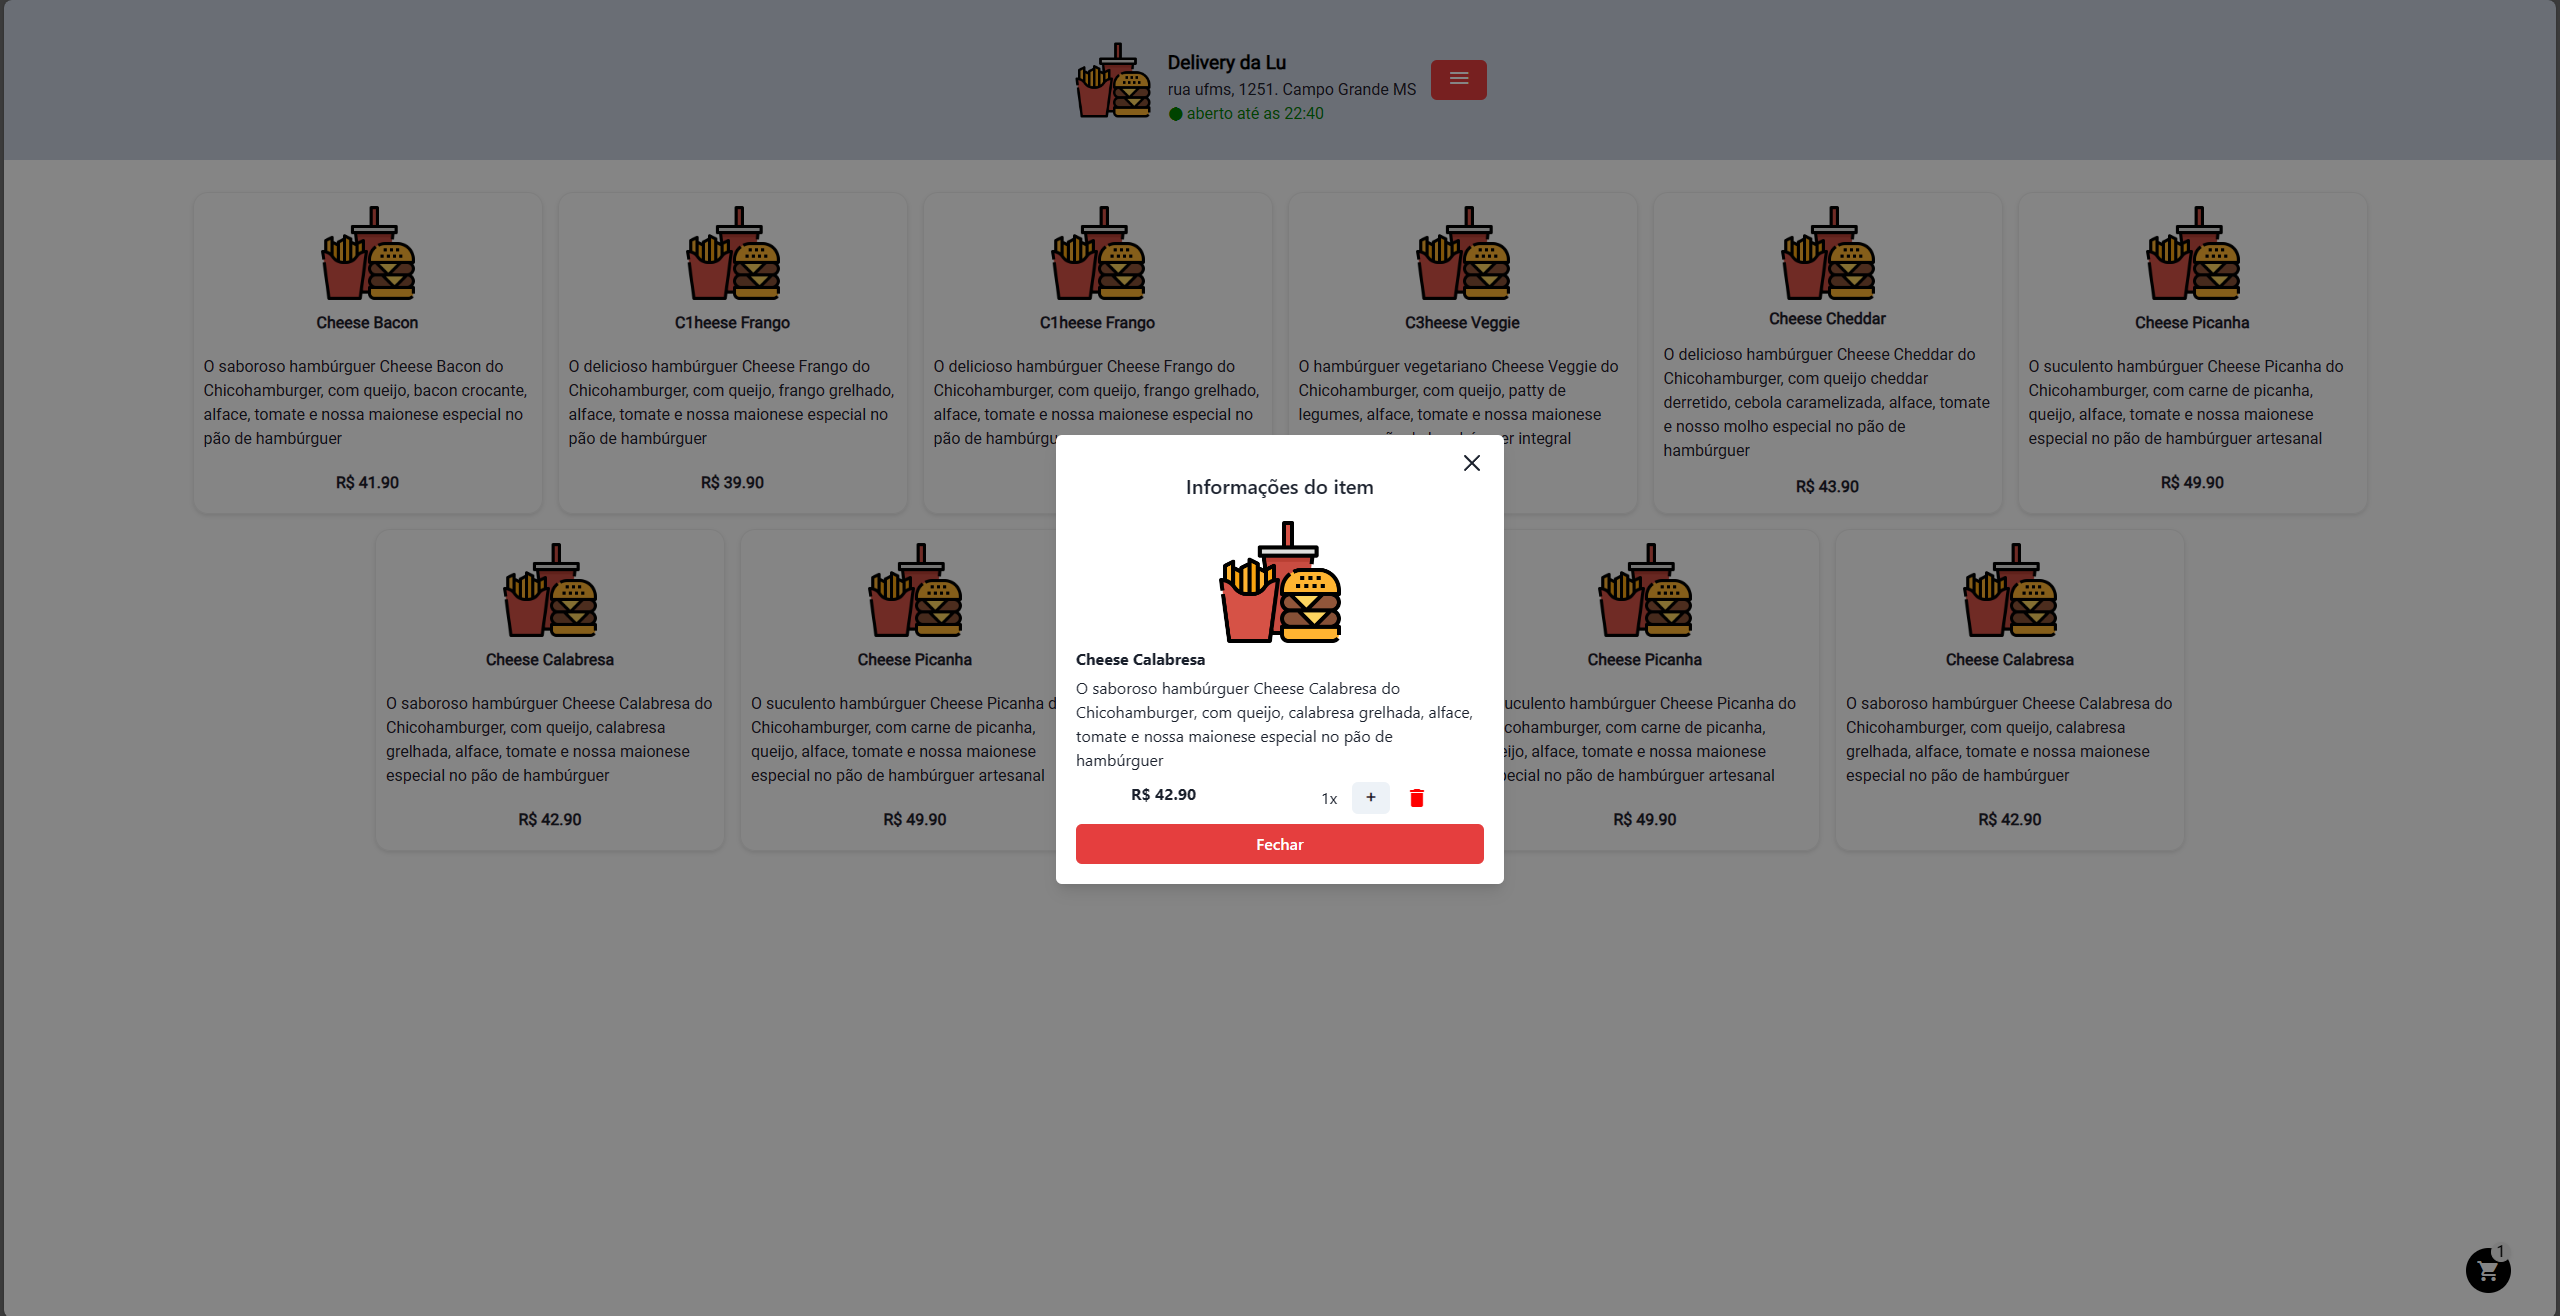 Delivery da Lu
rua ufms, 1251. Campo Grande MS
aberto até as 22:40
Cheese Bacon
O saboroso hambúrguer Cheese Bacon do
Chicohamburger, com queijo, bacon crocante,
alface, tomate e nossa maionese especial no
pão de hambúrguer
R$ 41.90
C1heese Frango
O delicioso hambúrguer Cheese Frango do
Chicohamburger, com queijo, frango grelhado,
alface, tomate e nossa maionese especial no
pão de hambúrguer
R$ 39.90
C1heese Frango
O delicioso hambúrguer Cheese Frango do
Chicohamburger, com queijo, frango grelhado,
alface, tomate e nossa maionese especial no
pão de
C3heese Veggie
O hambúrguer vegetariano Cheese Veggie do
Chicohamburger, com queijo, patty de
legumes, alface, tomate e nossa maionese
integral
Cheese Cheddar
O delicioso hambúrguer Cheese Cheddar do
Chicohamburger, com queijo cheddar
derretido, cebola caramelizada, alface, tomate
e nosso molho especial no pão de
hambúrguer
R$ 43.90
Cheese Picanha
O suculento hambúrguer Cheese Picanha do
Chicohamburger, com carne de picanha,
queijo, alface, tomate e nossa maionese
especial no pão de hambúrguer artesanal
R$ 49.90
Cheese Calabresa
O saboroso hambúrguer Cheese Calabresa do
Chicohamburger, com queijo, calabresa
grelhada, alface, tomate e nossa maionese
especial no pão de hambúrguer
R$ 42.90
Cheese Picanha
O suculento hambúrguer Cheese Picanha
Chicohamburger, com carne de picanha,
queijo, alface, tomate e nossa maionese
especial no pão de hambúrguer artesanal
R$ 49.90
Informações do item
Cheese Calabresa
O saboroso hambúrguer Cheese Calabresa do
Chicohamburger, com queijo, calabresa grelhada, alface,
tomate e nossa maionese especial no pão de
hambúrguer
R$ 42.90
1x
+
Fechar
Cheese Picanha
hambúrguer Cheese Picanha do
com carne de picanha,
alface, tomate e nossa maionese
no pão de hambúrguer artesanal
R$ 49.90
Cheese Calabresa
O saboroso hambúrguer Cheese Calabresa do
Chicohamburger, com queijo, calabresa
grelhada, alface, tomate e nossa maionese
especial no pão de hambúrguer
R$ 42.90
1